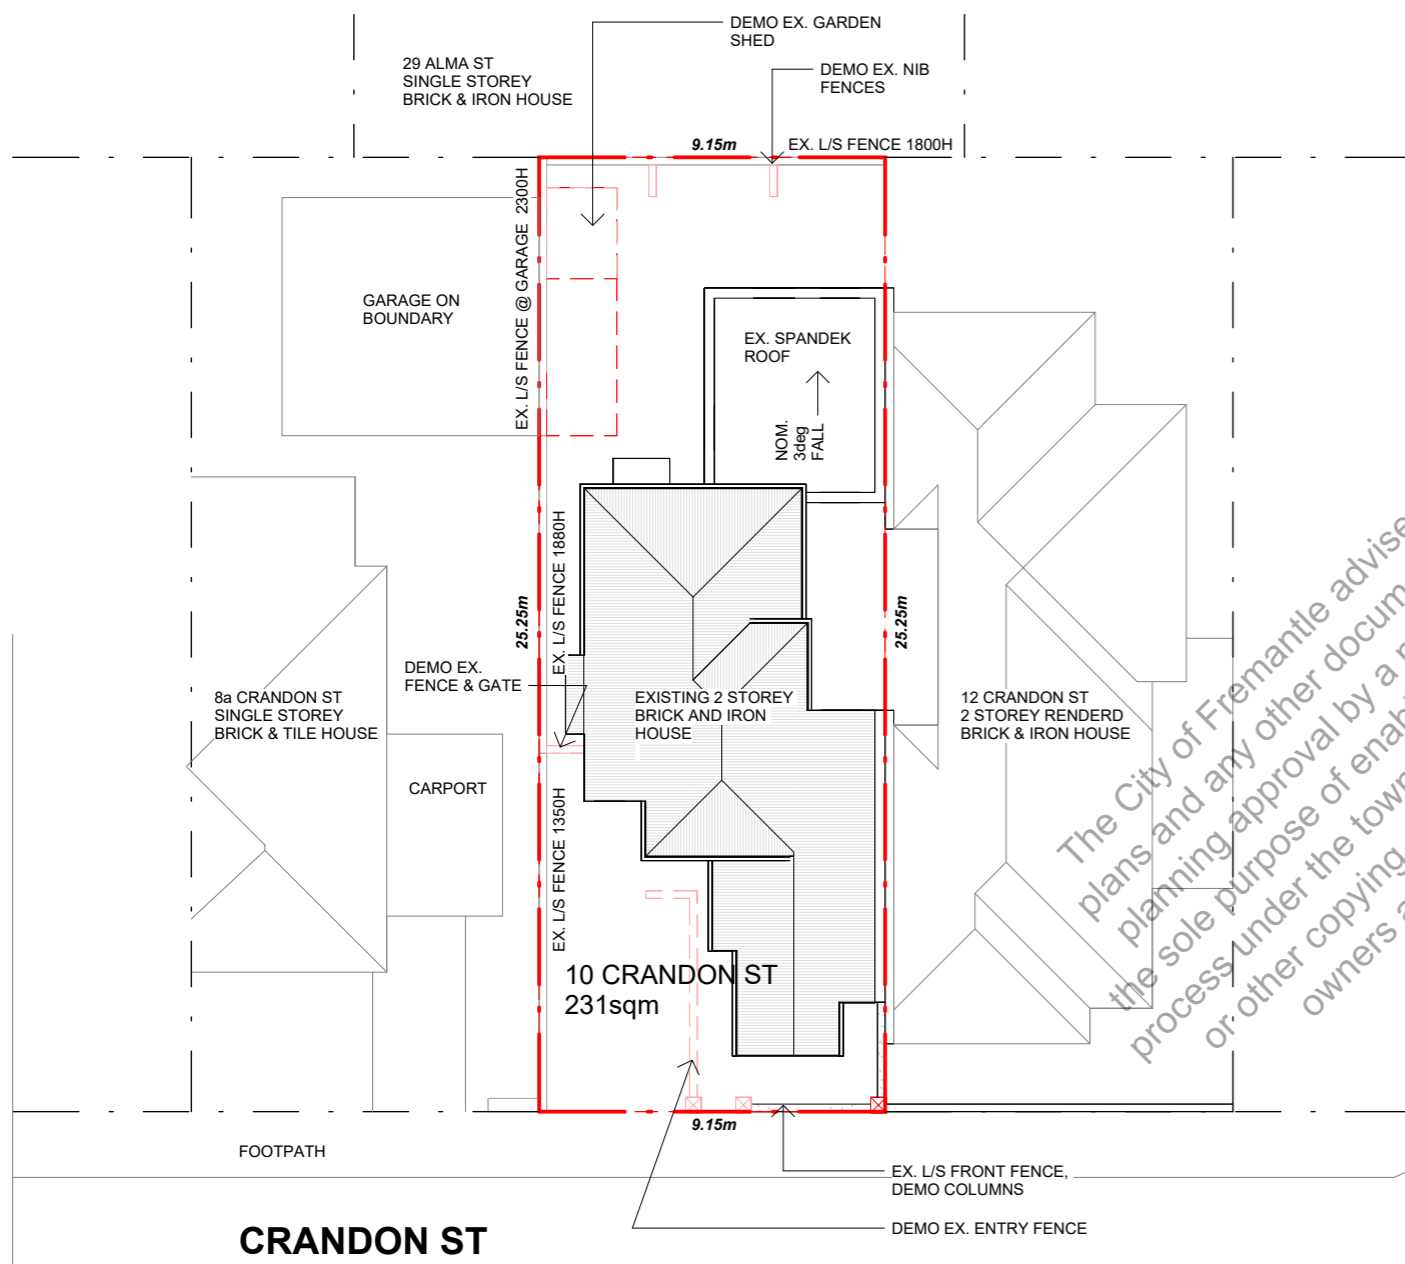 DEMO EX. GARDEN
SHED
29 ALMA ST
SINGLE STOREY
BRICK & IRON HOUSE
DEMO EX. NIB
FENCES
9.15m
EX. L/S FENCE 1800H
EX. L/S FENCE @ GARAGE 2300H
GARAGE ON
BOUNDARY
EX. SPANDEK
ROOF
NOM.
3deg
FALL
EX. L/S FENCE 1880H
25.25m
25.25m
DEMO EX.
FENCE & GATE
8a CRANDON ST
SINGLE STOREY
BRICK & TILE HOUSE
EXISTING 2 STOREY
BRICK AND IRON
HOUSE
12 CRANDON ST
2 STOREY RENDERD
BRICK & IRON HOUSE
CARPORT
EX. L/S FENCE 1350H
10 CRANDON ST
231sqm
The City of Fremantle advise
plans and any other docum
planning approval by a
the sole purpose of enab
process under the town
or other copying
owners a
9.15m
FOOTPATH
EX. L/S FRONT FENCE,
DEMO COLUMNS
DEMO EX. ENTRY FENCE
CRANDON ST